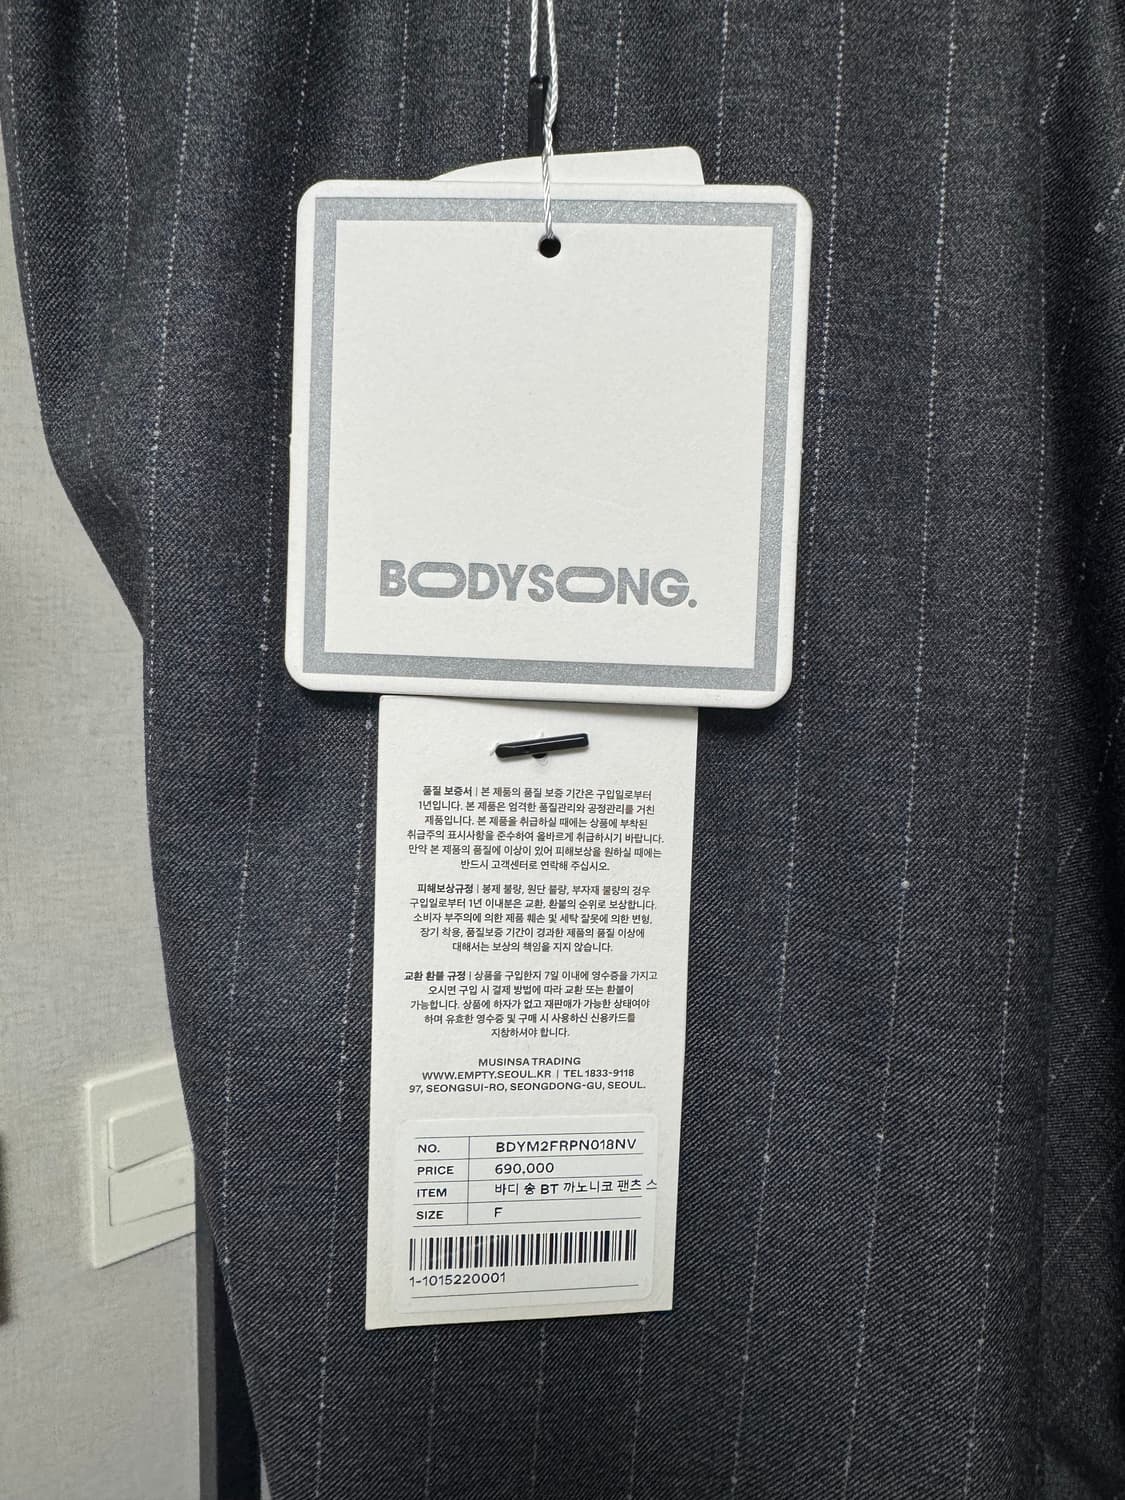 BODYSONG.
품질 보증서 | 본 제품의 품질 보증 기간은 구입일로부터
1년입니다. 본 제품은 엄격한 품질관리와 공정관리를 거친
제품입니다. 본 제품을 취급하실 때에는 상품에 부착된
취급주의 표시사항을 준수하여 올바르게 취급하시기 바랍니다.
만약 본 제품의 품질에 이상이 있어 피해보상을 원하실 때에는
반드시 고객센터로 연락해 주십시오.
피해보상규정 | 봉제 불량, 원단 불량, 부자재 불량의 경우
구입일로부터 1년 이내분은 교환, 환불의 순위로 보상합니다.
소비자 부주의에 의한 제품 훼손 및 세탁 잘못에 의한 변형,
장기 착용, 품질보증 기간이 경과한 제품의 품질 이상에
대해서는 보상의 책임을 지지 않습니다.
교환 환불 규정 | 상품을 구입한지 7일 이내에 영수증을 가지고
오시면 구입 시 결제 방법에 따라 교환 또는 환불이
가능합니다. 상품에 하자가 없고 재판매가 가능한 상태여야
하며 유효한 영수증 및 구매 시 사용하신 신용카드를
지참하셔야 합니다.
MUSINSA TRADING
WWW.EMPTY.SEOUL.KR | TEL 1833-9118
97, SEONGSUI-RO, SEONGDONG-GU, SEOUL.
NO. BDYM2FRPN018NV
PRICE 690,000
ITEM 바디 송 BT 까노니코 팬츠 스
SIZE F
1-1015220001